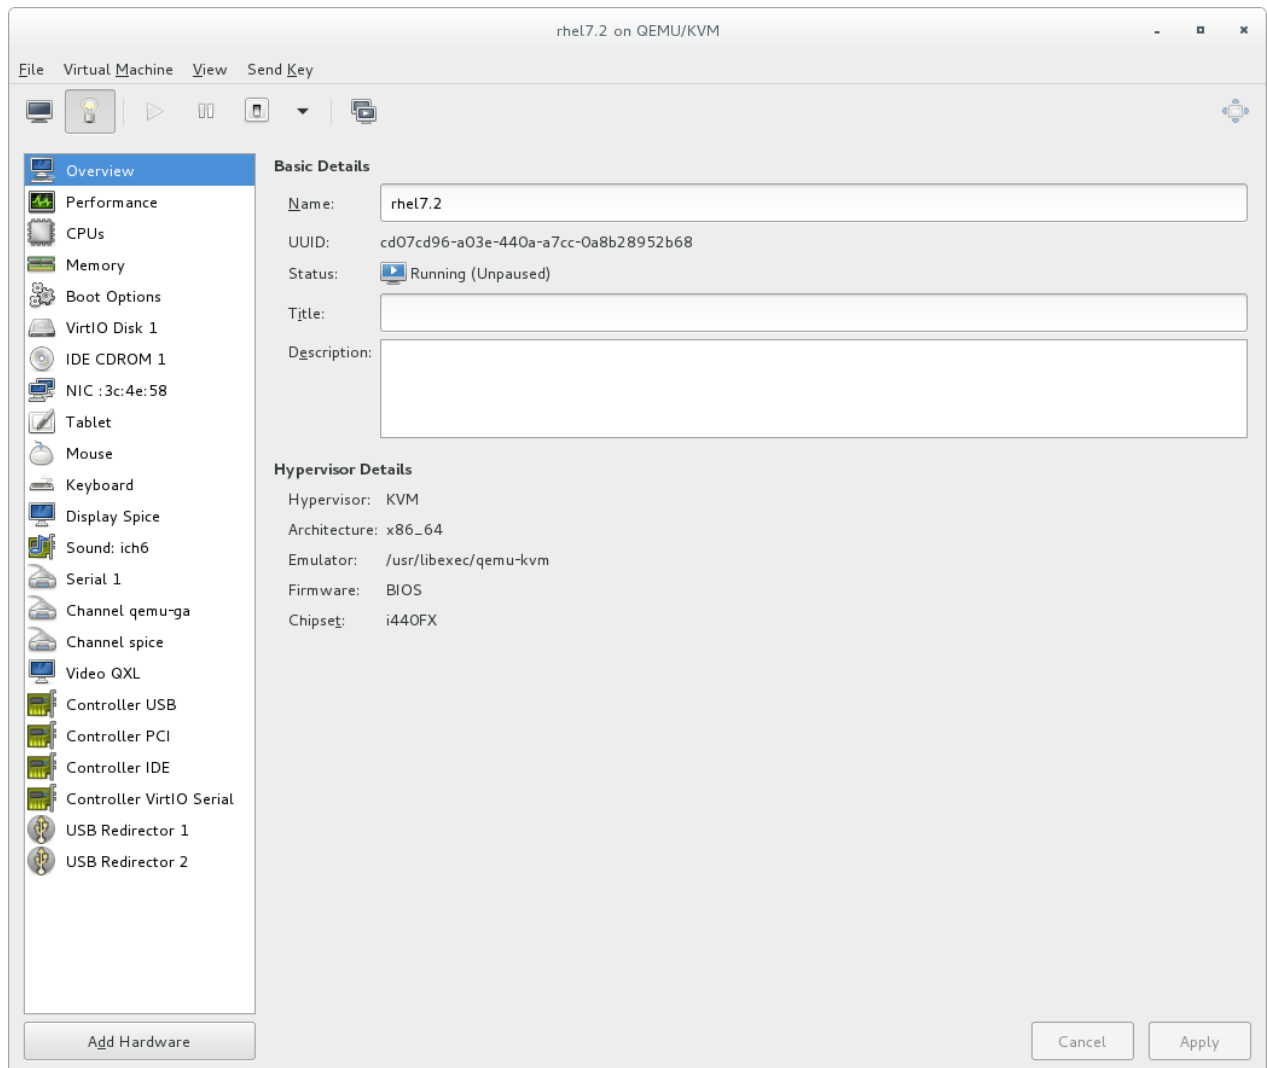 rhel7.2 on QEMU/KVM
File Virtual Machine View Send Key
Overview
Performance
CPUs
Memory
Boot Options
VirtIO Disk 1
IDE CDROM 1
NIC :3c:4e:58
Tablet
Mouse
Keyboard
Display Spice
Sound: ich6
Serial 1
Channel qemu-ga
Channel spice
Video QXL
Controller USB
Controller PCI
Controller IDE
Controller VirtIO Serial
USB Redirector 1
USB Redirector 2
Add Hardware
Basic Details
Name: rhel7.2
UUID: cd07cd96-a03e-440a-a7cc-0a8b28952b68
Status: Running (Unpaused)
Title:
Description:
Hypervisor Details
Hypervisor: KVM
Architecture: x86_64
Emulator: /usr/libexec/qemu-kvm
Firmware: BIOS
Chipset: i440FX
Cancel Apply